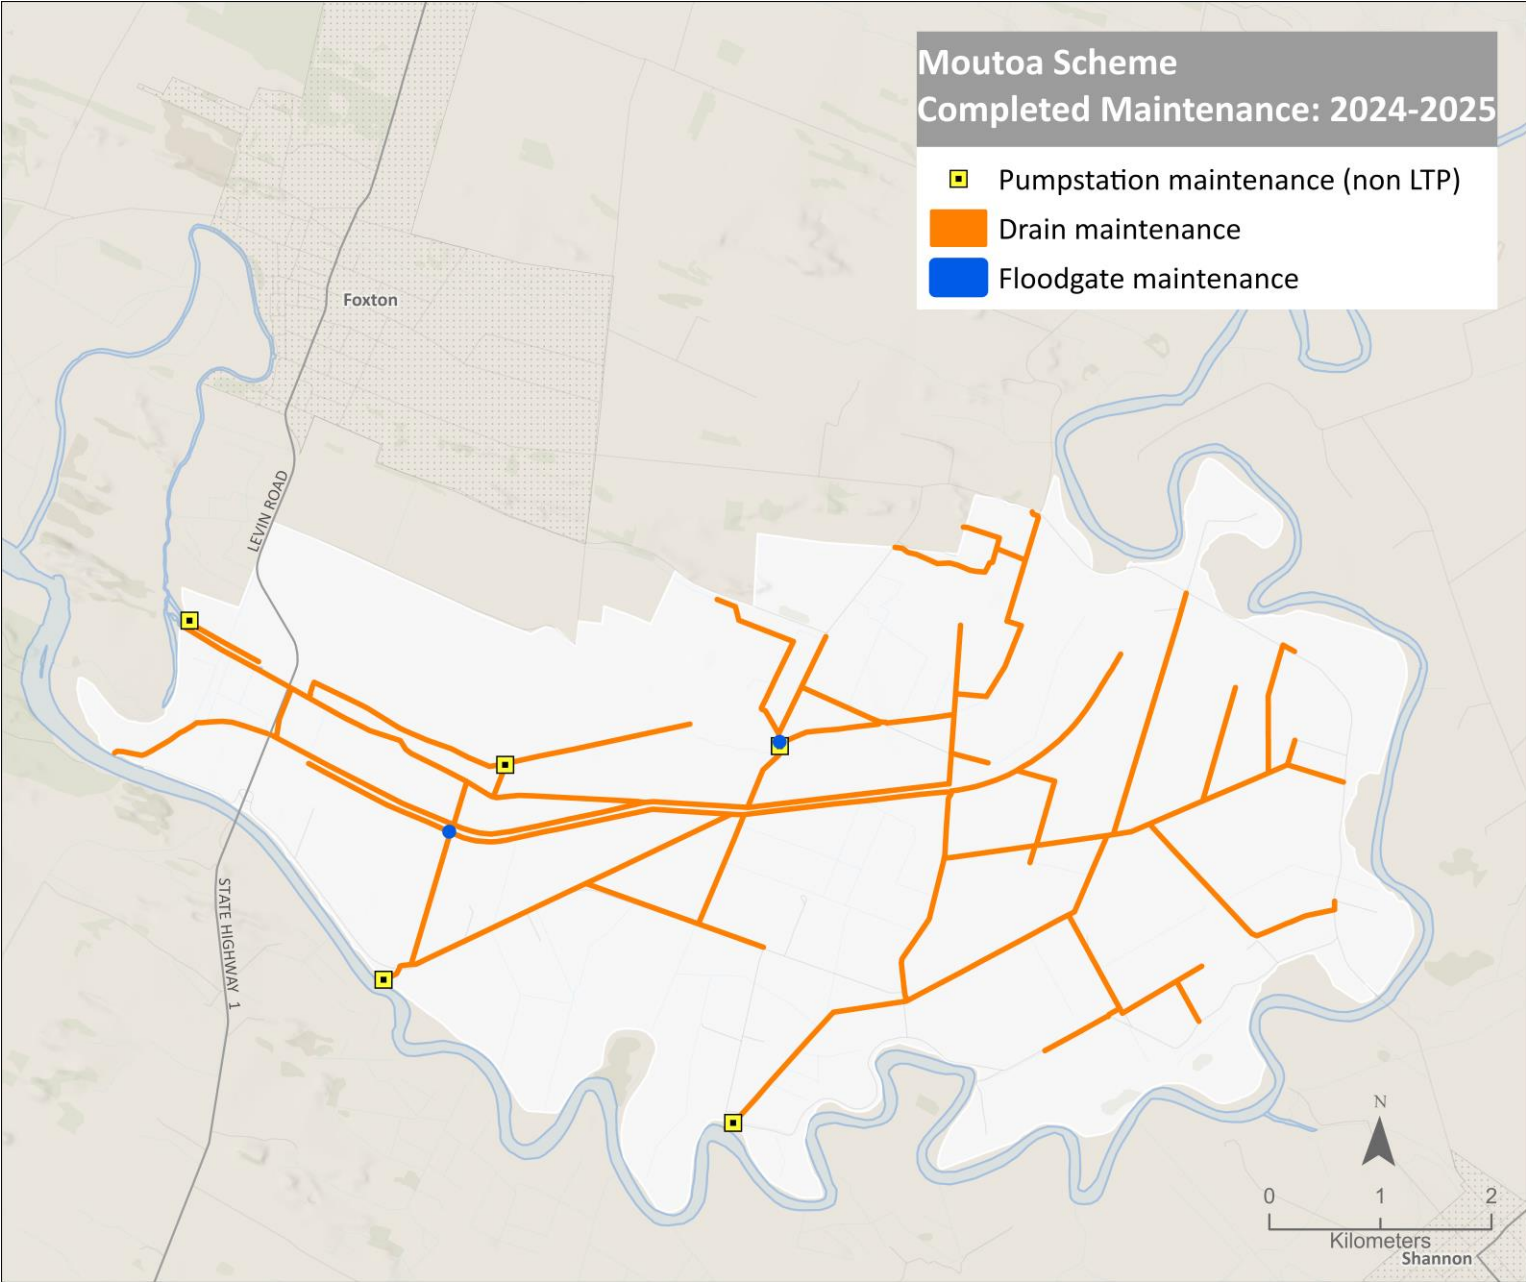 Moutoa Scheme
Completed Maintenance: 2024-2025
Pumpstation maintenance (non LTP)
Drain maintenance
Floodgate maintenance
Foxton
LEVIN ROAD
STATE HIGHWAY 1
N
0 1 2
Kilometers
Shannon